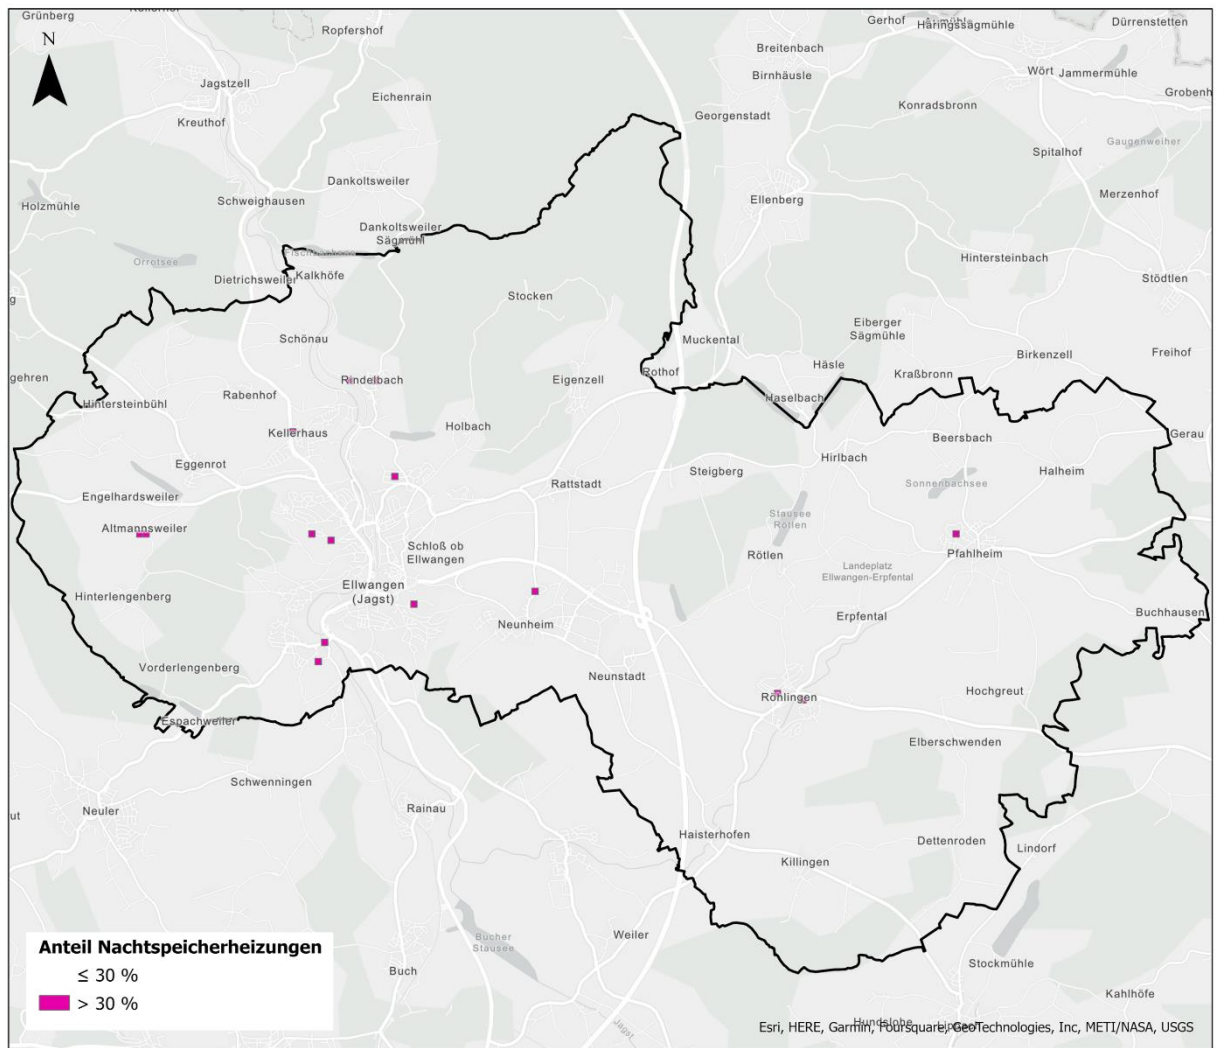 Grünberg
Ropfershof
Gerhof
Häringssägmühle
Dürrenstetten
N
Breitenbach
Birnhäusle
Wört
Jammermühle
Jagstzell
Eichenrain
Konradsbronn
Kreuthof
Georgenstadt
Gaugenweiher
Spitalhof
Dankoltsweiler
Merzenhof
Schweighausen
Ellenberg
Holzmühle
Dankoltsweiler
Sägmühl
Orrotsee
Hintersteinbach
Dietrichsweiler
Kalkhöfe
Stödtlen
Stocken
Eiberger
Sägmühle
Schönau
Muckental
Birkenzell
Freihof
Häsle
Rothof
Kraßbronn
gehren
Rindelbach
Eigenzell
Rabenhof
Haselbach
Hintersteinbühl
Holbach
Kellerhaus
Beersbach
Gerau
Hirlbach
Eggenrot
Steigberg
Halheim
Rattstadt
Sonnenbachsee
Engelhardsweiler
Stausee
Rötlen
Altmannsweiler
Schloß ob
Ellwangen
Rötlen
Pfahlheim
Landeplatz
Ellwangen-Erpfental
Ellwangen
(Jagst)
Hinterlengenberg
Buchhausen
Neunheim
Erpfental
Vorderlengenberg
Neunstadt
Hochgreut
Röhlingen
Espachweiler
Elberschwenden
Schwenningen
Neuler
Rainau
ut
Haisterhofen
Dettenroden
Lindorf
Killingen
Weiler
Bucher
Stausee
Buch
Stockmühle
Kahlhöfe
Jagst
Anteil Nachtspeicherheizungen
≤ 30 %
> 30 %
Esri, HERE, Garmin, Foursquare, GeoTechnologies, Inc, METI/NASA, USGS